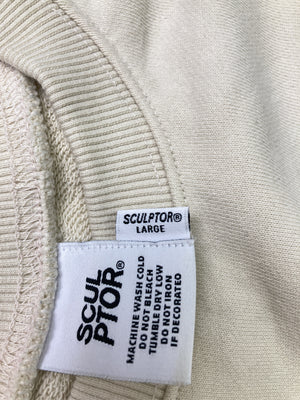 SCULPTOR®
LARGE
SCUL
PTOR®
MACHINE WASH COLD
DO NOT BLEACH
TUMBLE DRY LOW
DO NOT IRON
IF DECORATED